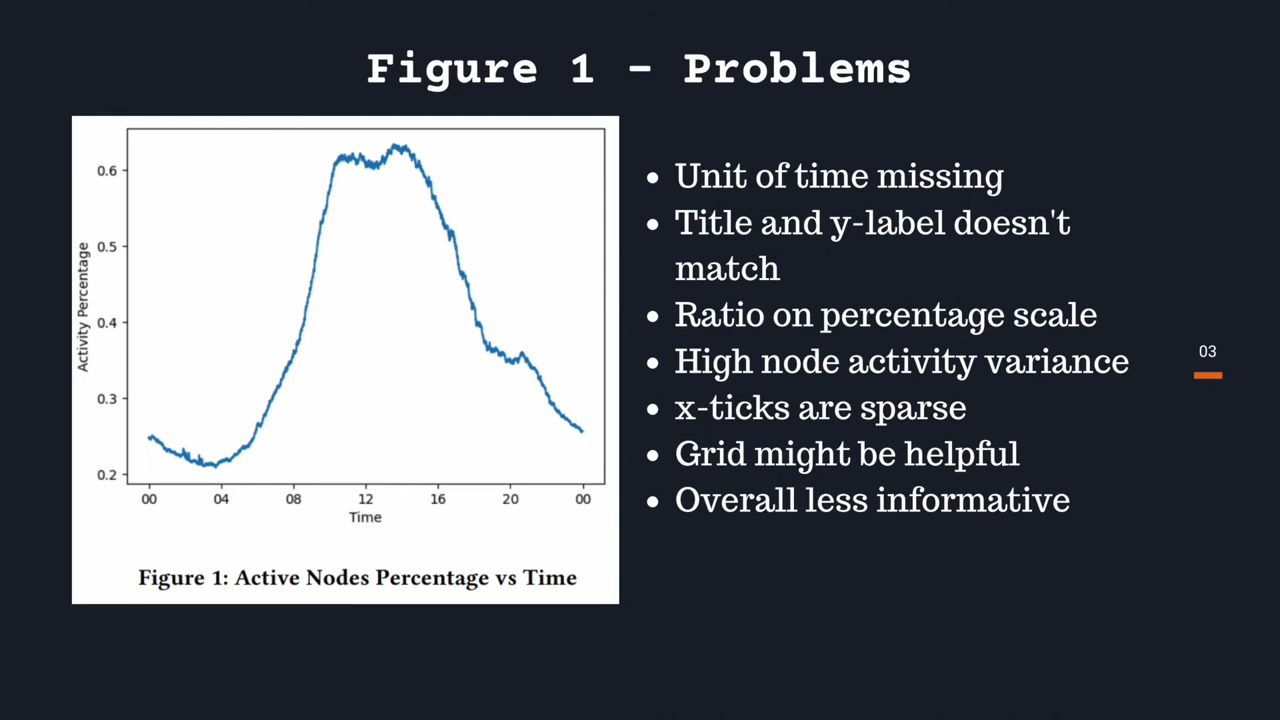 Figure 1 - Problems
0.6
0.5
0.4
0.3
0.2
Activity Percentage
00 04 08 12 16 20 00
Time
Figure 1: Active Nodes Percentage vs Time
• Unit of time missing
• Title and y-label doesn't
match
• Ratio on percentage scale
• High node activity variance
• x-ticks are sparse
• Grid might be helpful
• Overall less informative
03